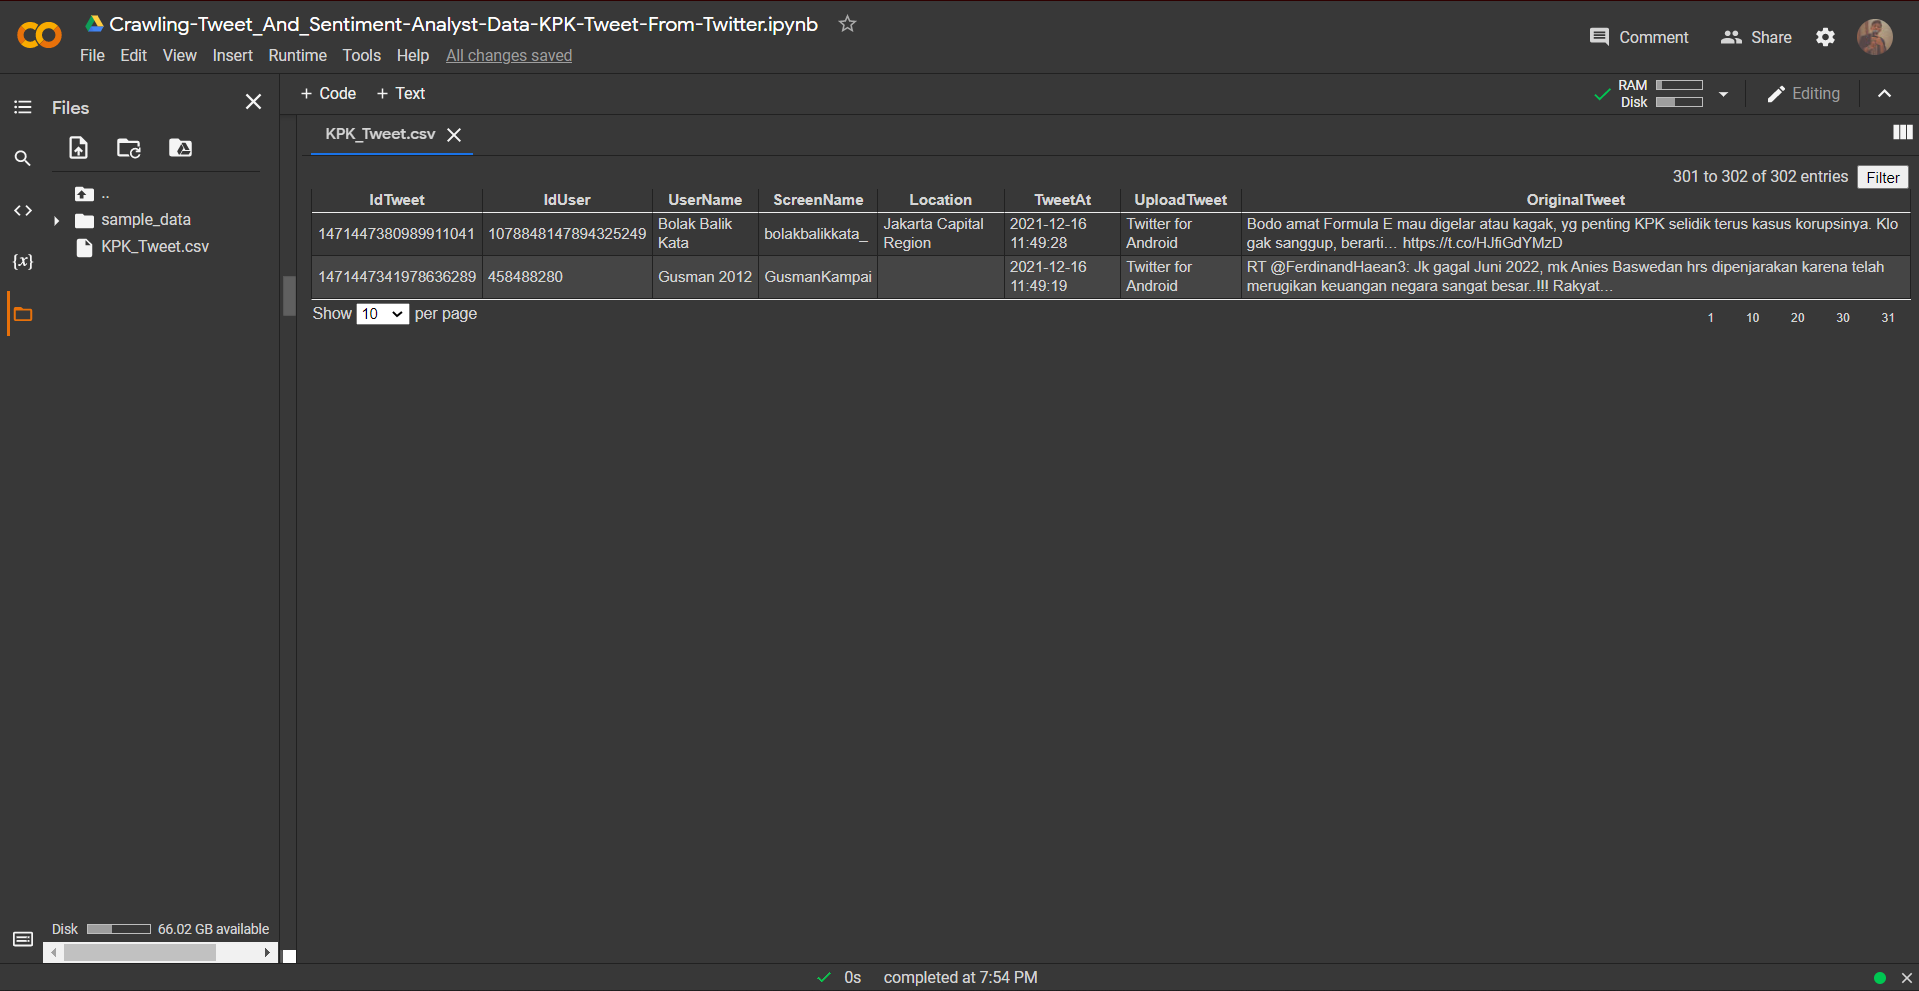 Crawling-Tweet_And_Sentiment-Analyst-Data-KPK-Tweet-From-Twitter.ipynb
File Edit View Insert Runtime Tools Help All changes saved
Comment Share
Files
+ Code + Text
RAM
Disk
Editing
..
sample_data
KPK_Tweet.csv
{x}
KPK_Tweet.csv
301 to 302 of 302 entries Filter
IdTweet IdUser UserName ScreenName Location TweetAt UploadTweet OriginalTweet
1471447380989911041 1078848147894325249 Bolak Balik Kata bolakbalikkata_ Jakarta Capital Region 2021-12-16 11:49:28 Twitter for Android Bodo amat Formula E mau digelar atau kagak, yg penting KPK selidik terus kasus korupsinya. Klo gak sanggup, berarti… https://t.co/HJfiGdYMzD
1471447341978636289 458488280 Gusman 2012 GusmanKampai 2021-12-16 11:49:19 Twitter for Android RT @FerdinandHaean3: Jk gagal Juni 2022, mk Anies Baswedan hrs dipenjarakan karena telah merugikan keuangan negara sangat besar..!!! Rakyat…
Show 10 per page
1 10 20 30 31
Disk 66.02 GB available
0s completed at 7:54 PM